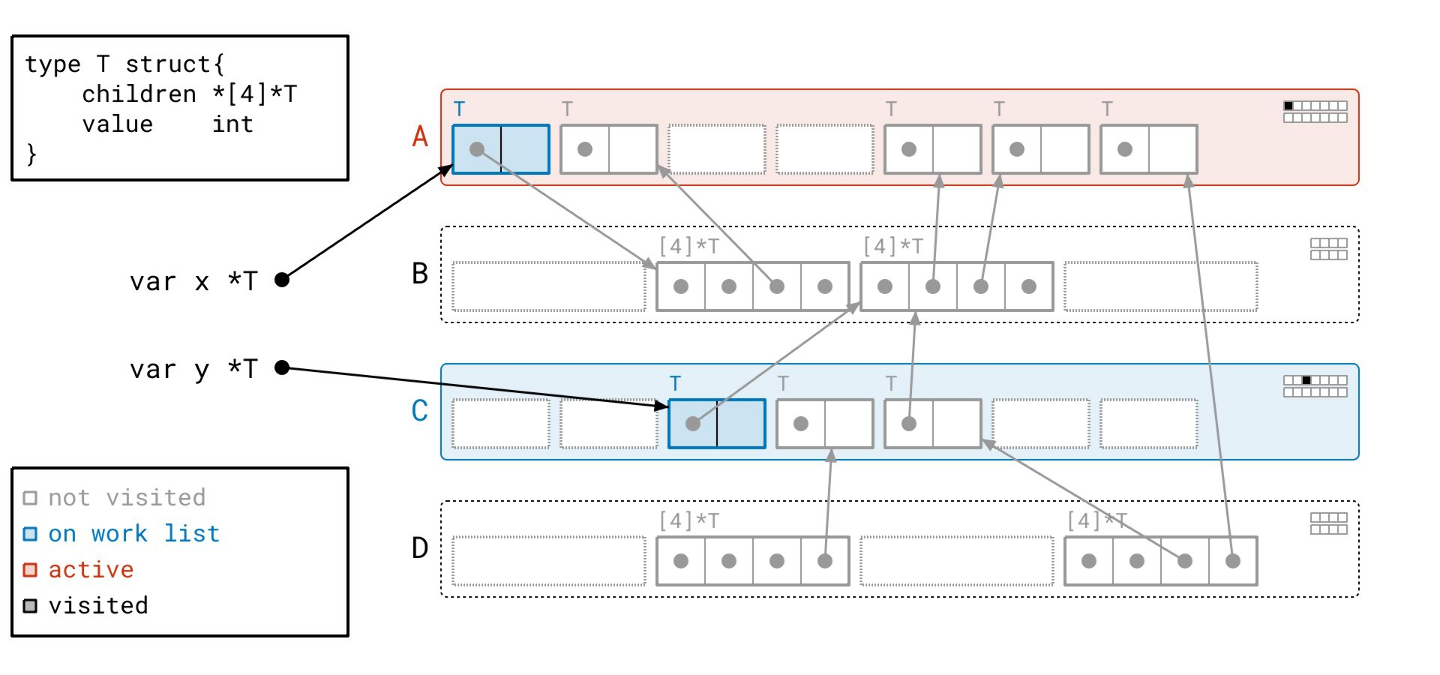 type T struct{
    children *[4]*T
    value    int
}
T T T T T
A
var x *T
[4]*T [4]*T
B
var y *T
T T T
C
not visited
on work list
active
visited
[4]*T [4]*T
D